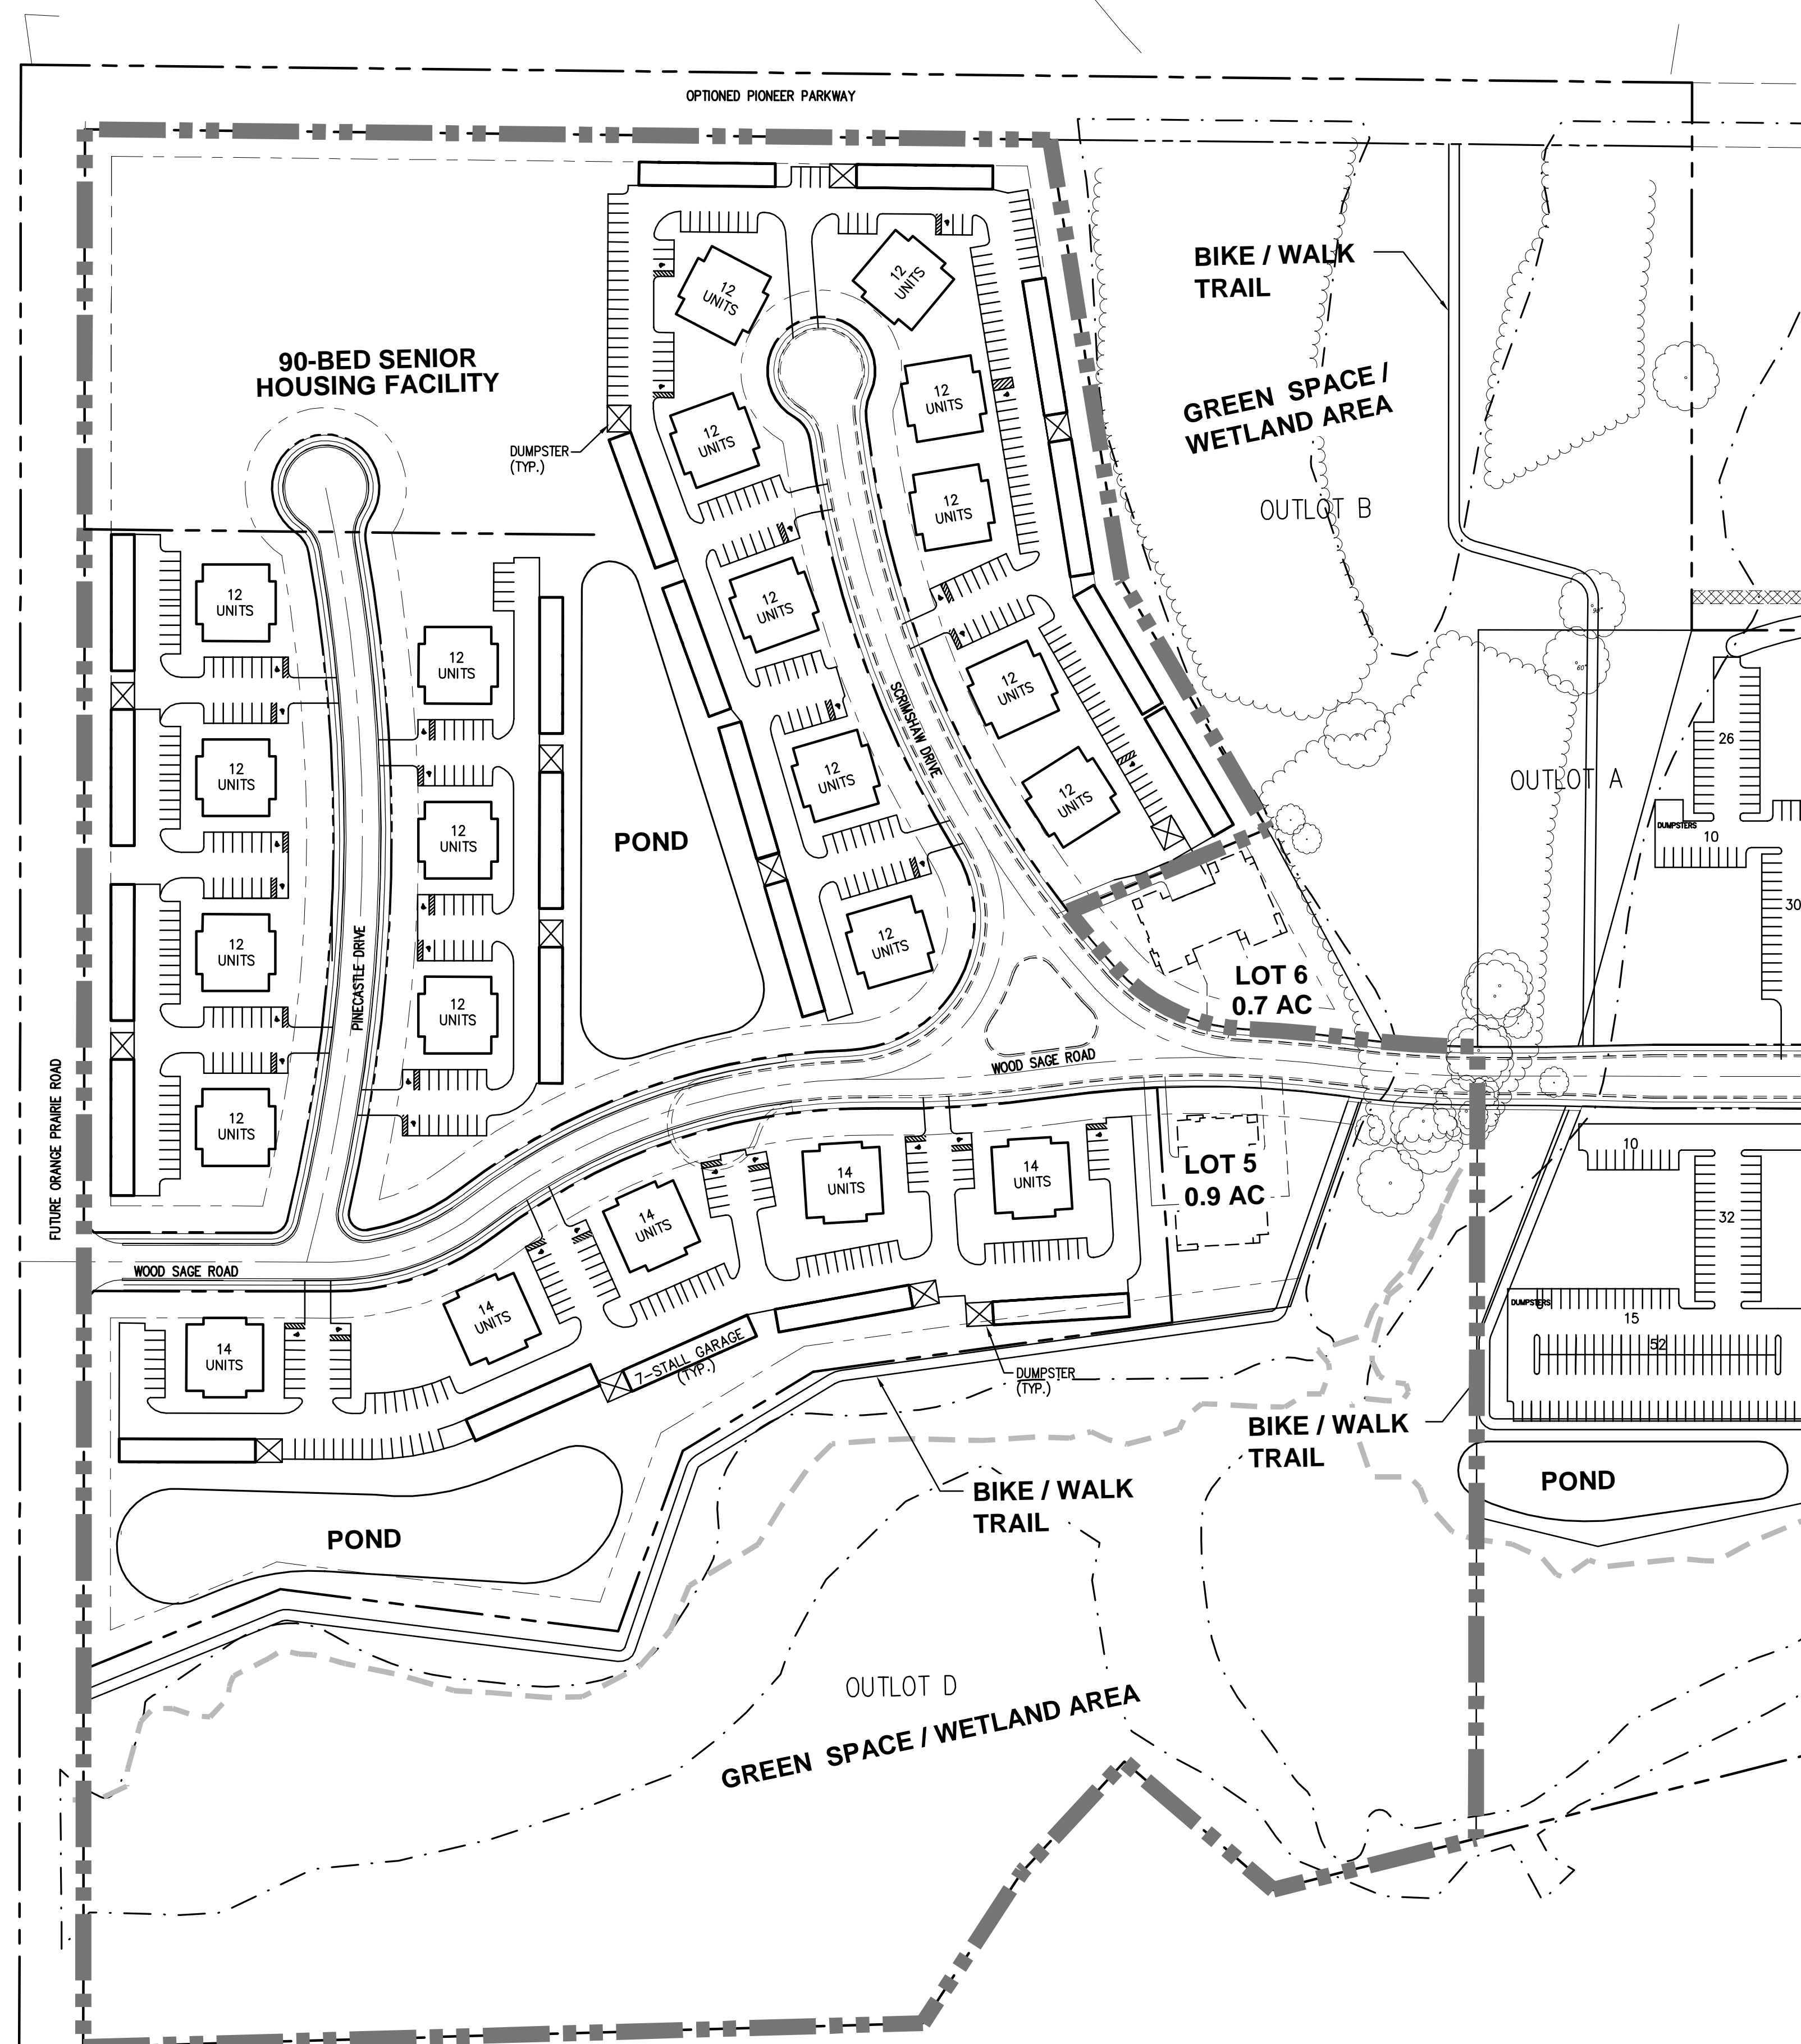 OPTIONED PIONEER PARKWAY
BIKE / WALK
TRAIL
12
UNITS
12
UNITS
90-BED SENIOR
HOUSING FACILITY
GREEN SPACE /
WETLAND AREA
12
UNITS
12
UNITS
DUMPSTER
(TYP.)
12
UNITS
OUTLOT B
12
UNITS
12
UNITS
90"
12
UNITS
12
UNITS
60"
SCRIMSHAW DRIVE
26
12
UNITS
12
UNITS
12
UNITS
OUTLOT A
DUMPSTERS
10
12
UNITS
POND
30
12
UNITS
12
UNITS
PINECASTLE DRIVE
LOT 6
0.7 AC
12
UNITS
WOOD SAGE ROAD
FUTURE ORANGE PRAIRIE ROAD
12
UNITS
10
14
UNITS
14
UNITS
LOT 5
0.9 AC
14
UNITS
32
WOOD SAGE ROAD
14
UNITS
14
UNITS
DUMPSTERS
15
52
7-STALL GARAGE
(TYP.)
DUMPSTER
(TYP.)
BIKE / WALK
TRAIL
POND
BIKE / WALK
TRAIL
POND
OUTLOT D
GREEN SPACE / WETLAND AREA